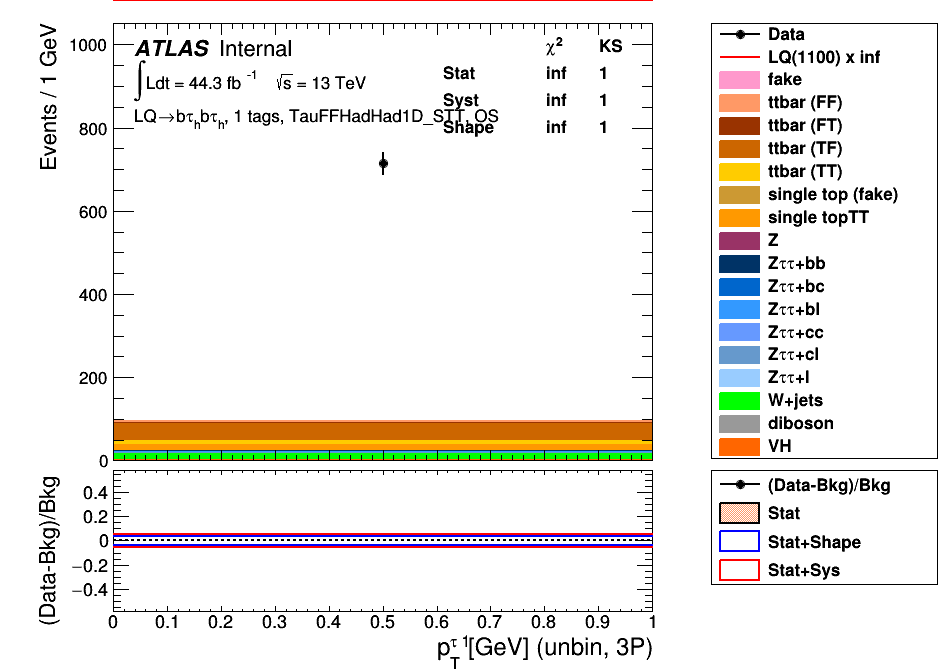 Events / 1 GeV
1000
800
600
400
200
0
ATLAS Internal
∫Ldt = 44.3 fb⁻¹ √s = 13 TeV
LQ→bτₕbτₕ, 1 tags, TauFFHadHad1D_STT, OS
χ² KS
Stat inf 1
Syst inf 1
Shape inf 1
Data
LQ(1100) x inf
fake
ttbar (FF)
ttbar (FT)
ttbar (TF)
ttbar (TT)
single top (fake)
single topTT
Z
Zττ+bb
Zττ+bc
Zττ+bl
Zττ+cc
Zττ+cl
Zττ+l
W+jets
diboson
VH
(Data-Bkg)/Bkg
0.4
0.2
0
−0.2
−0.4
0 0.1 0.2 0.3 0.4 0.5 0.6 0.7 0.8 0.9 1
p_T^τ 1[GeV] (unbin, 3P)
(Data-Bkg)/Bkg
Stat
Stat+Shape
Stat+Sys